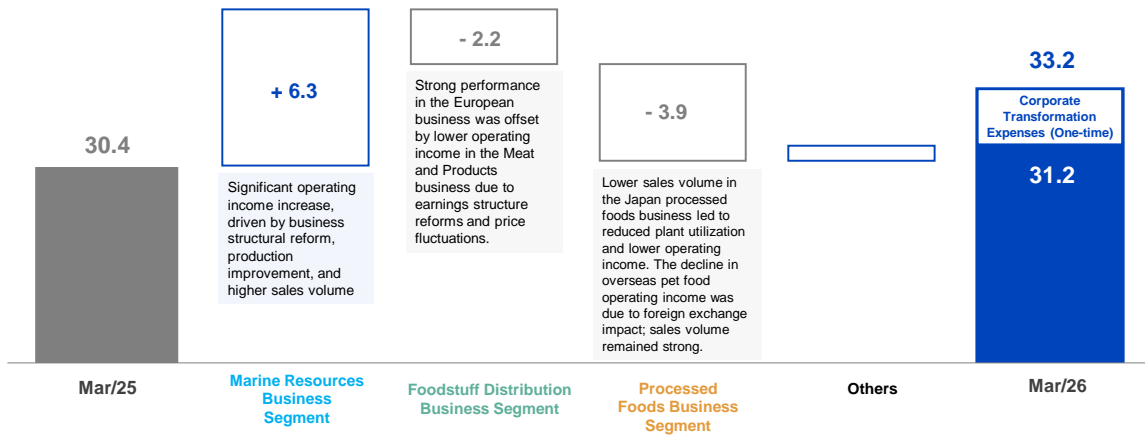 30.4
+ 6.3
Significant operating
income increase,
driven by business
structural reform,
production
improvement, and
higher sales volume
- 2.2
Strong performance
in the European
business was offset
by lower operating
income in the Meat
and Products
business due to
earnings structure
reforms and price
fluctuations.
- 3.9
Lower sales volume in
the Japan processed
foods business led to
reduced plant utilization
and lower operating
income. The decline in
overseas pet food
operating income was
due to foreign exchange
impact; sales volume
remained strong.
33.2
Corporate
Transformation
Expenses (One-time)
31.2
Mar/25
Marine Resources
Business
Segment
Foodstuff Distribution
Business Segment
Processed
Foods Business
Segment
Others
Mar/26